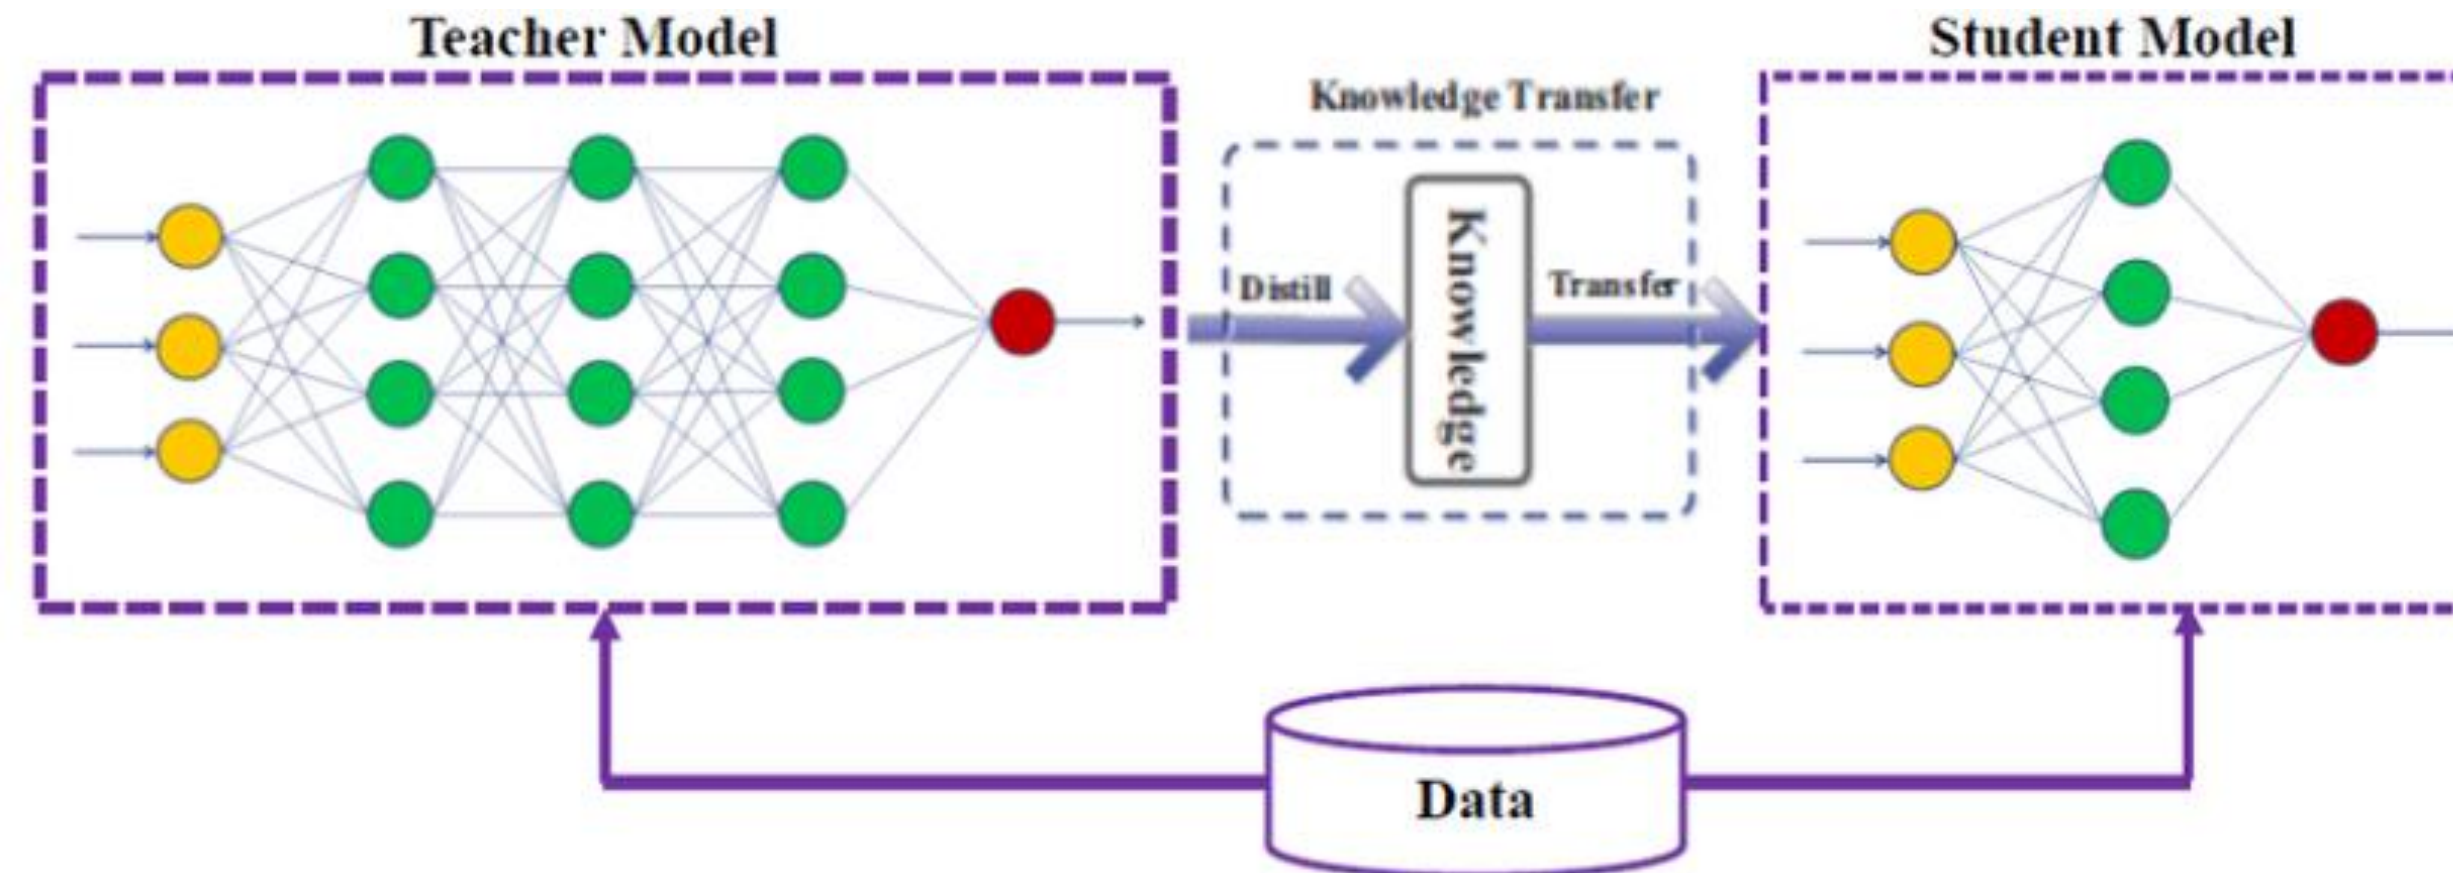 Teacher Model
Student Model
Knowledge Transfer
Distill
Knowledge
Transfer
Data